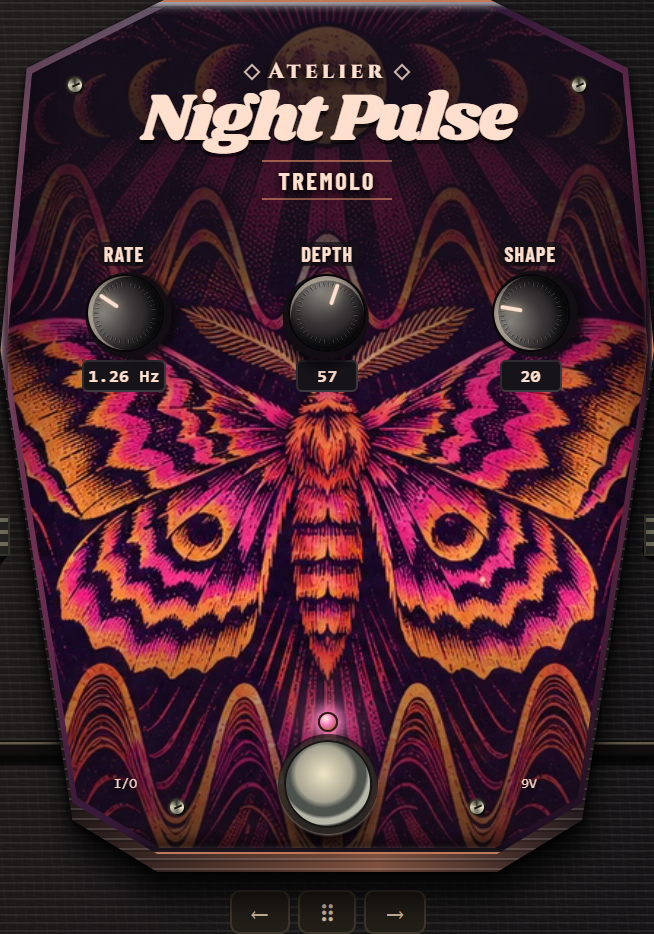 ATELIER
Night Pulse
TREMOLO
RATE DEPTH SHAPE
1.26 Hz 57 20
I/O 9V
← →